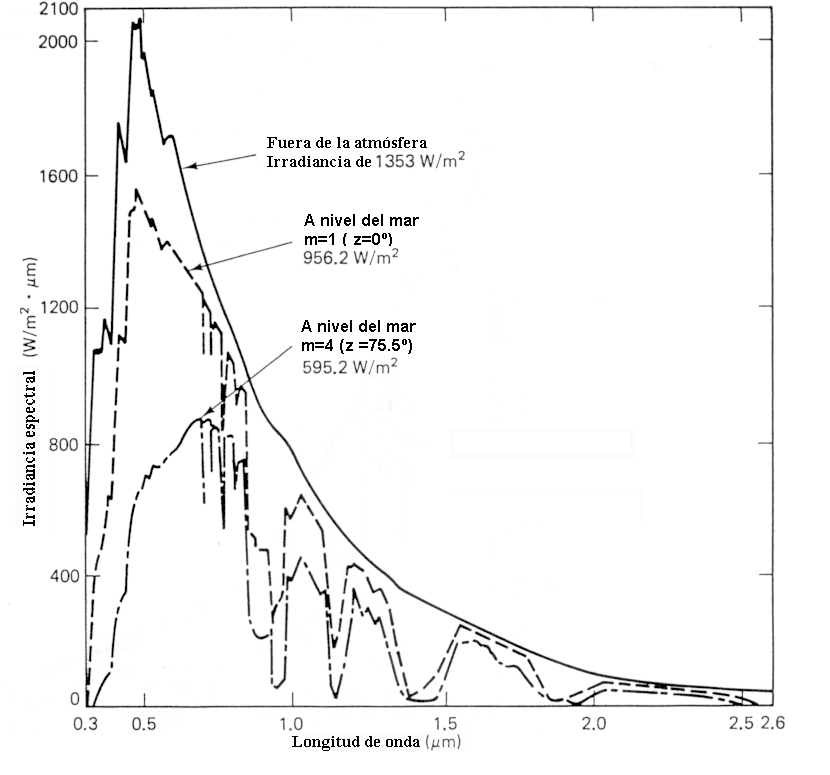 2100
2000
1600
1200
800
400
0
Irradiancia espectral (W/m² · μm)
Fuera de la atmósfera
Irradiancia de 1353 W/m²
A nivel del mar
m=1 ( z=0º)
956.2 W/m²
A nivel del mar
m=4 (z =75.5º)
595.2 W/m²
0.3 0.5 1.0 1.5 2.0 2.5 2.6
Longitud de onda (μm)